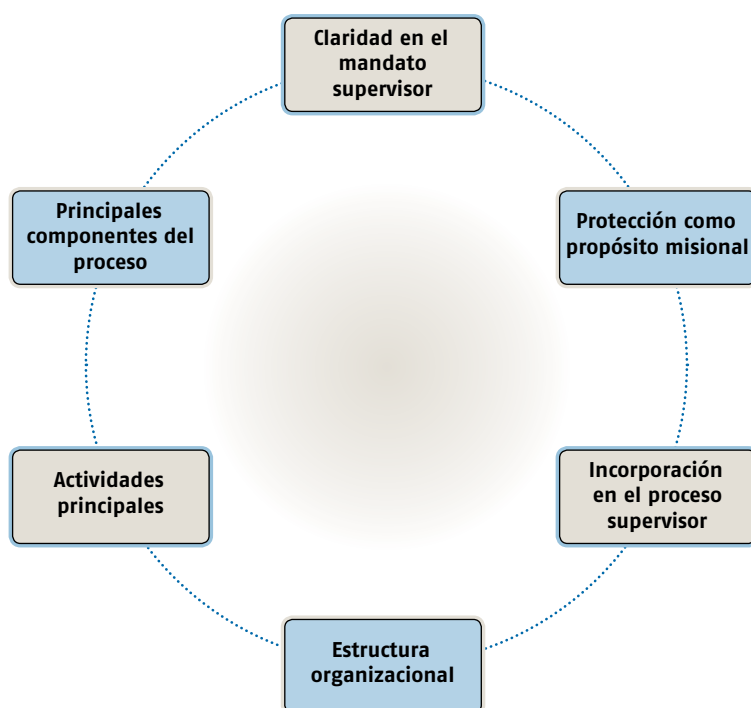 Claridad en el
mandato
supervisor
Protección como
propósito misional
Incorporación
en el proceso
supervisor
Estructura
organizacional
Actividades
principales
Principales
componentes del
proceso